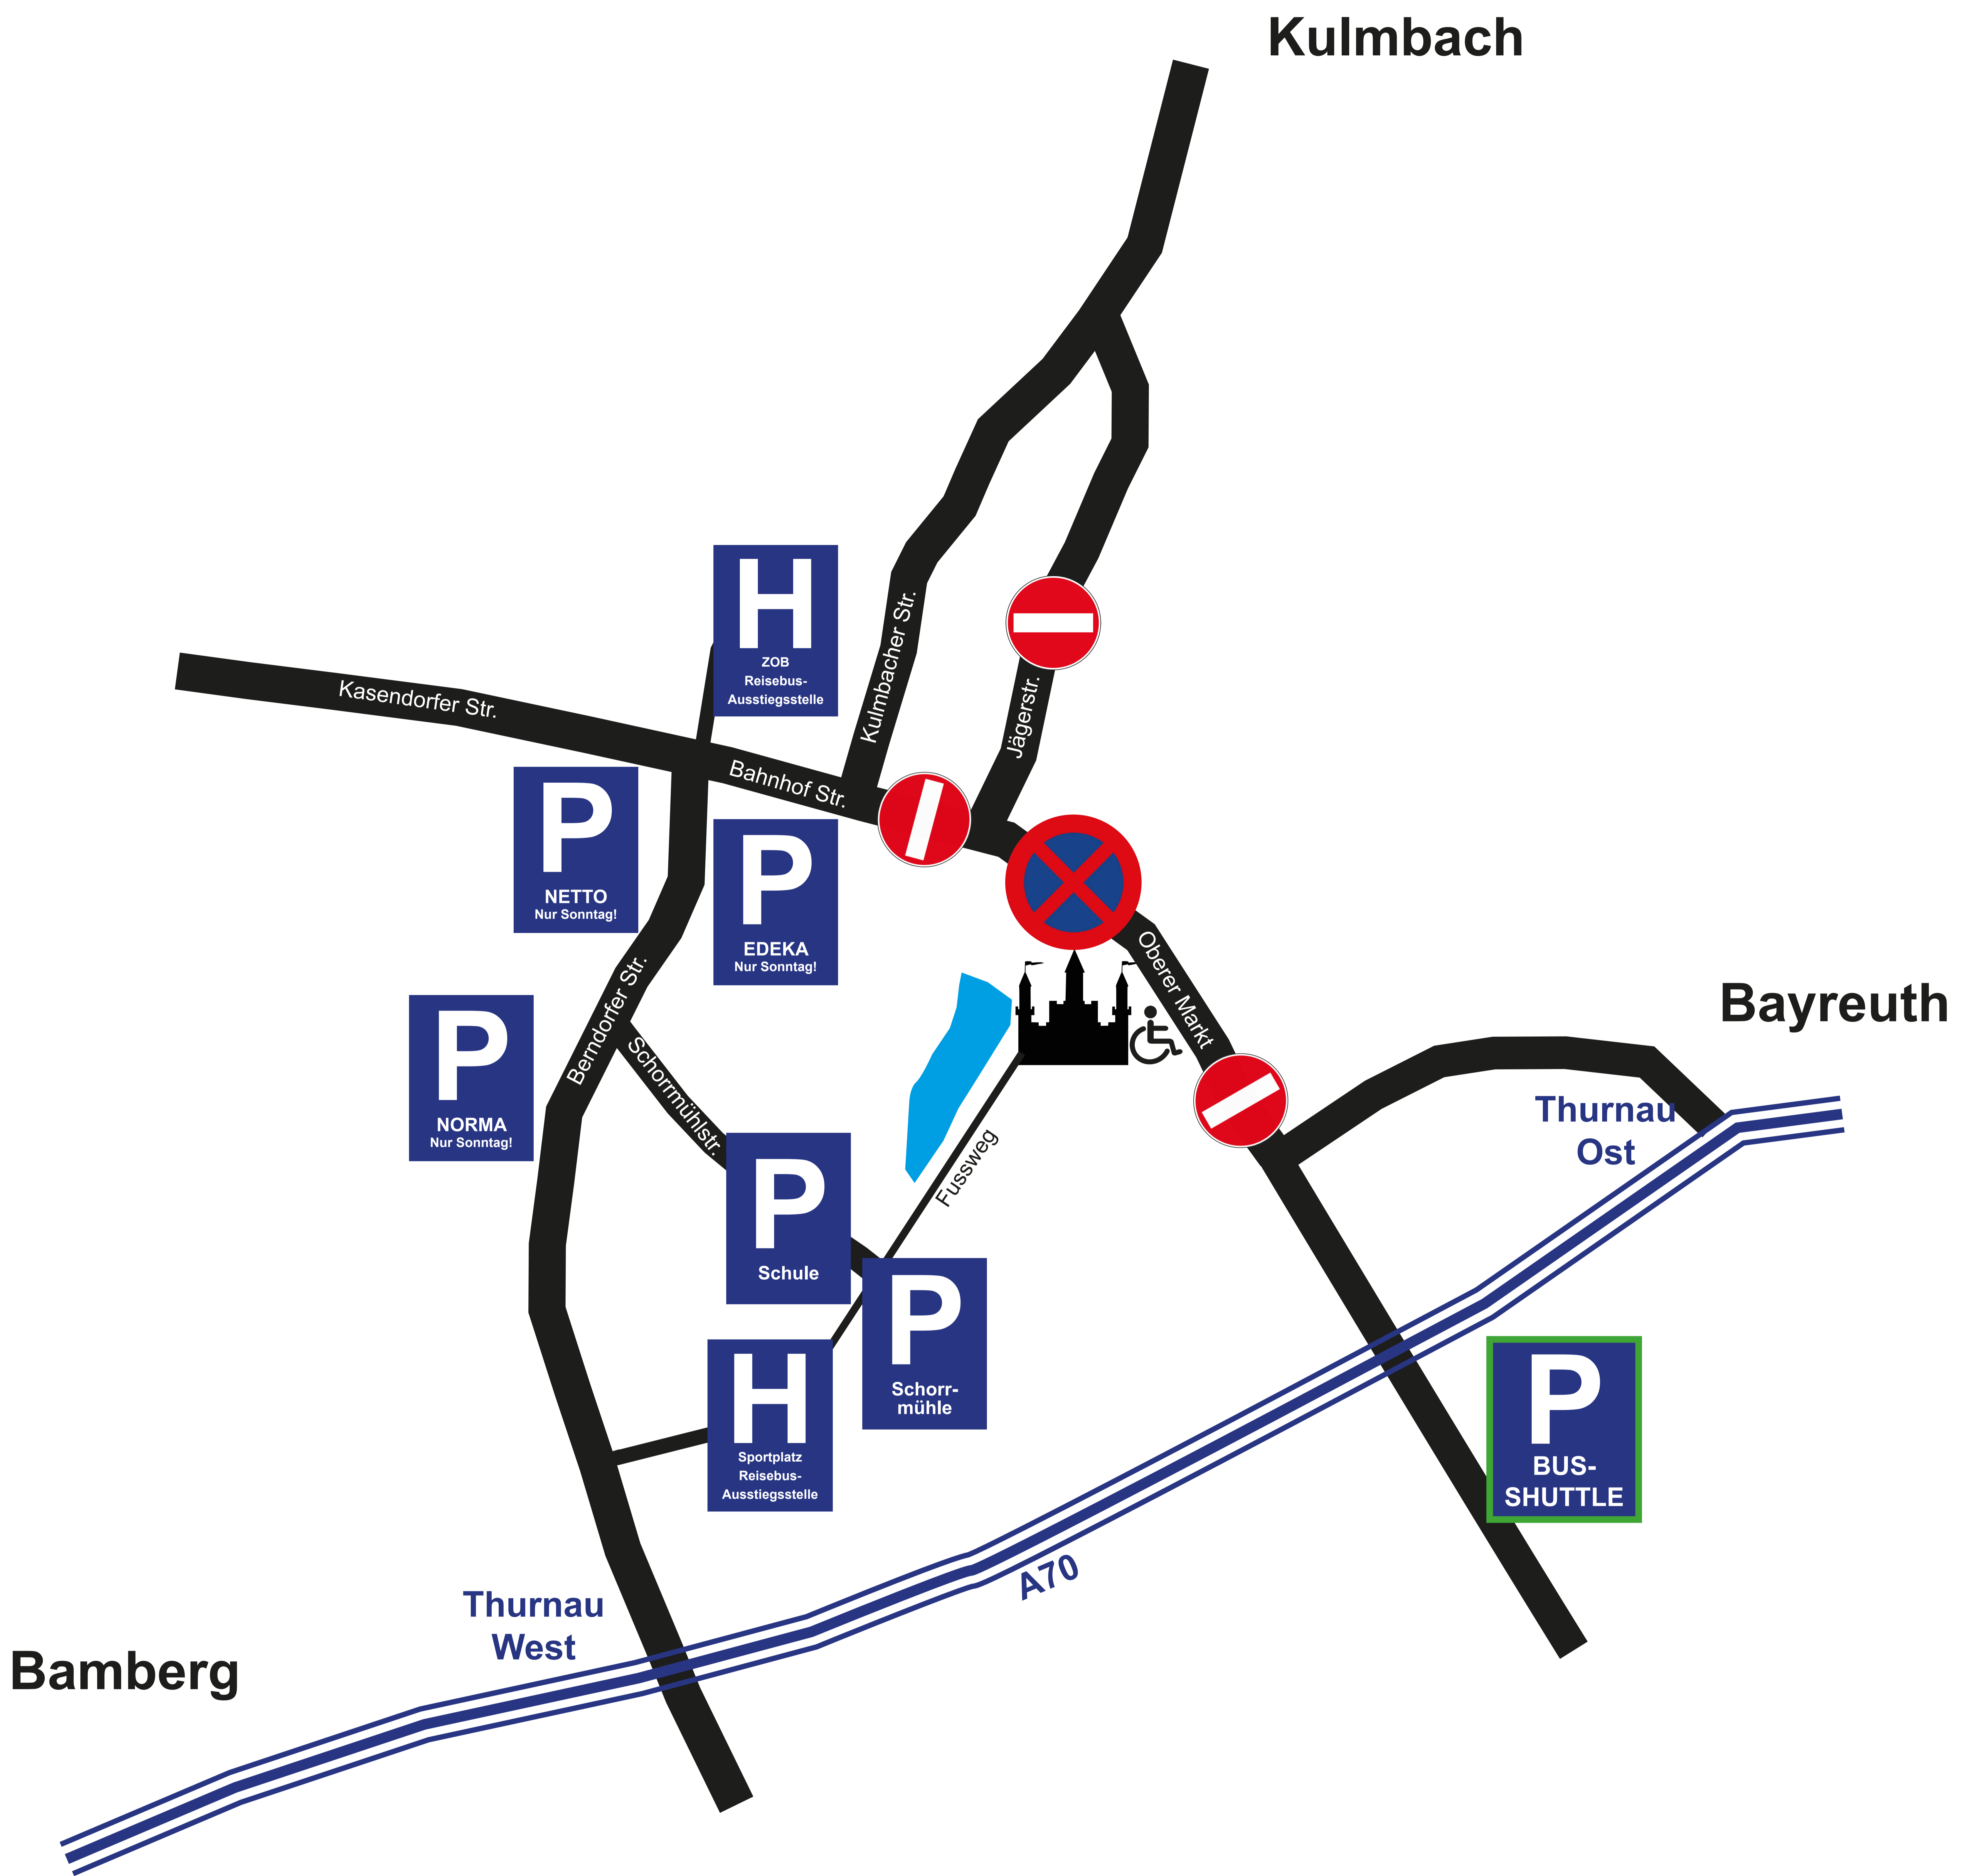 Kulmbach
H
ZOB
Reisebus-
Ausstiegsstelle
Kulmbacher Str.
Jägerstr.
Kasendorfer Str.
Bahnhof Str.
P
NETTO
Nur Sonntag!
P
EDEKA
Nur Sonntag!
Oberer Markt
Bayreuth
Berndorfer Str.
P
NORMA
Nur Sonntag!
Schorrmühlstr.
Thurnau
Ost
Fussweg
P
Schule
P
Schorr-
mühle
H
Sportplatz
Reisebus-
Ausstiegsstelle
P
BUS-
SHUTTLE
A70
Thurnau
West
Bamberg